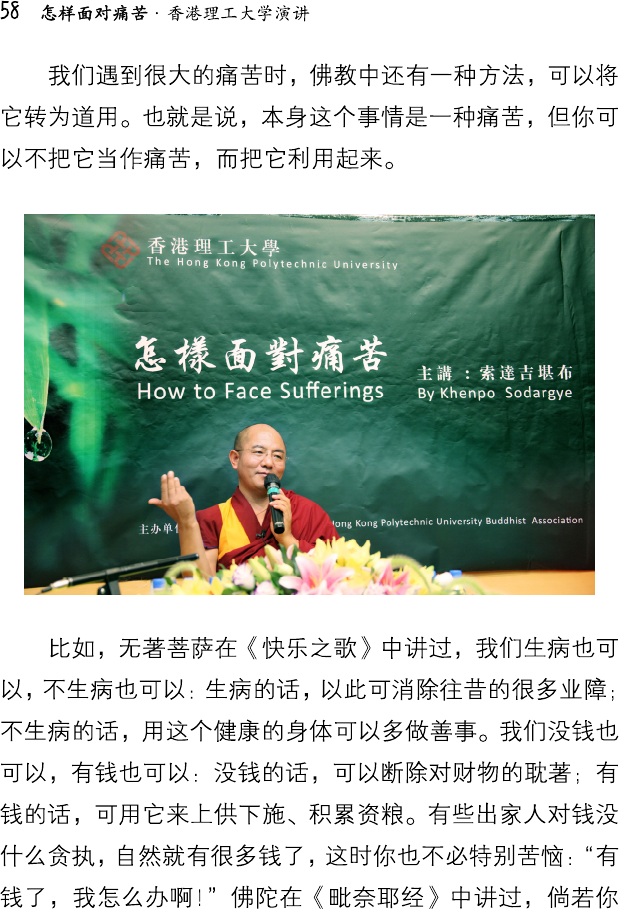 58 怎样面对痛苦·香港理工大学演讲
我们遇到很大的痛苦时，佛教中还有一种方法，可以将
它转为道用。也就是说，本身这个事情是一种痛苦，但你可
以不把它当作痛苦，而把它利用起来。
香港理工大學
The Hong Kong Polytechnic University
怎樣面對痛苦
How to Face Sufferings
主講：索達吉堪布
By Khenpo Sodargye
主办单
Hong Kong Polytechnic University Buddhist Association
比如，无著菩萨在《快乐之歌》中讲过，我们生病也可
以，不生病也可以：生病的话，以此可消除往昔的很多业障；
不生病的话，用这个健康的身体可以多做善事。我们没钱也
可以，有钱也可以：没钱的话，可以断除对财物的耽著；有
钱的话，可用它来上供下施、积累资粮。有些出家人对钱没
什么贪执，自然就有很多钱了，这时你也不必特别苦恼：“有
钱了，我怎么办啊！”佛陀在《毗奈耶经》中讲过，倘若你